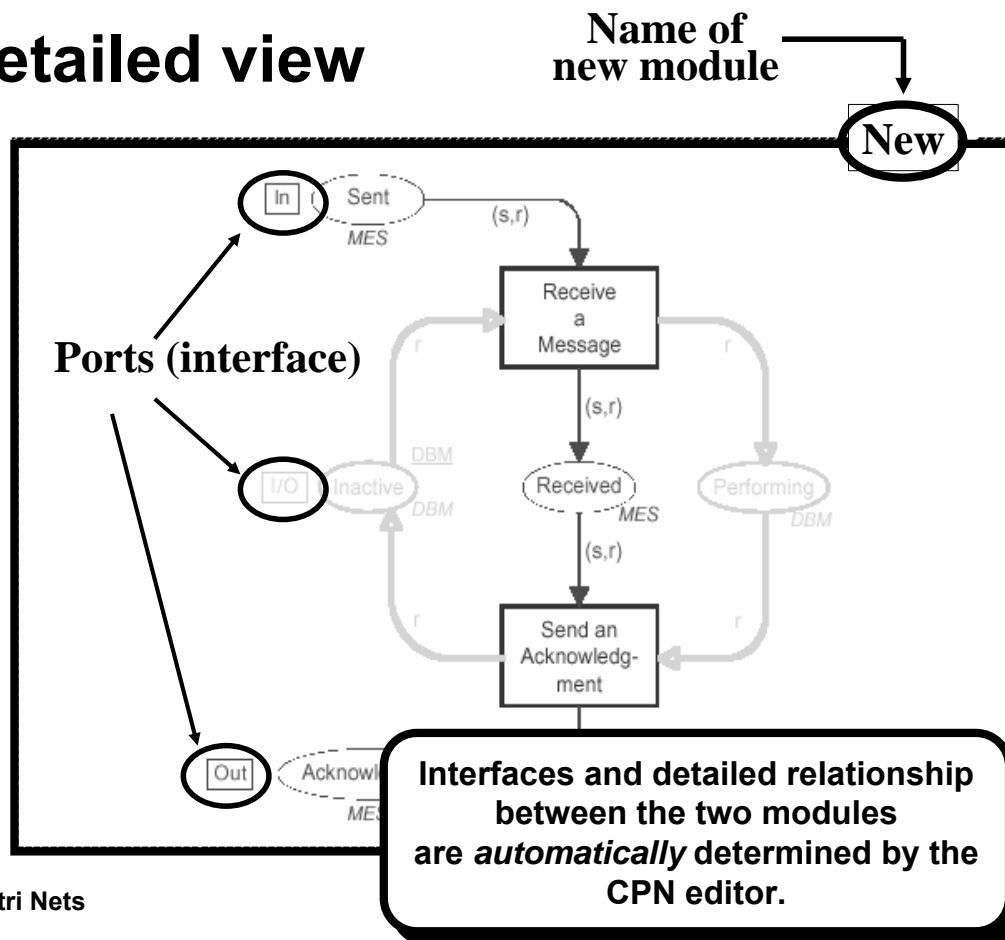 etailed view
Name of
new module
New
In
Sent
MES
(s,r)
Receive
a
Message
r
r
Ports (interface)
(s,r)
DBM
I/O
Inactive
DBM
Received
MES
Performing
DBM
(s,r)
r
r
Send an
Acknowledg-
ment
Out
Acknowl
MES
Interfaces and detailed relationship
between the two modules
are automatically determined by the
CPN editor.
tri Nets